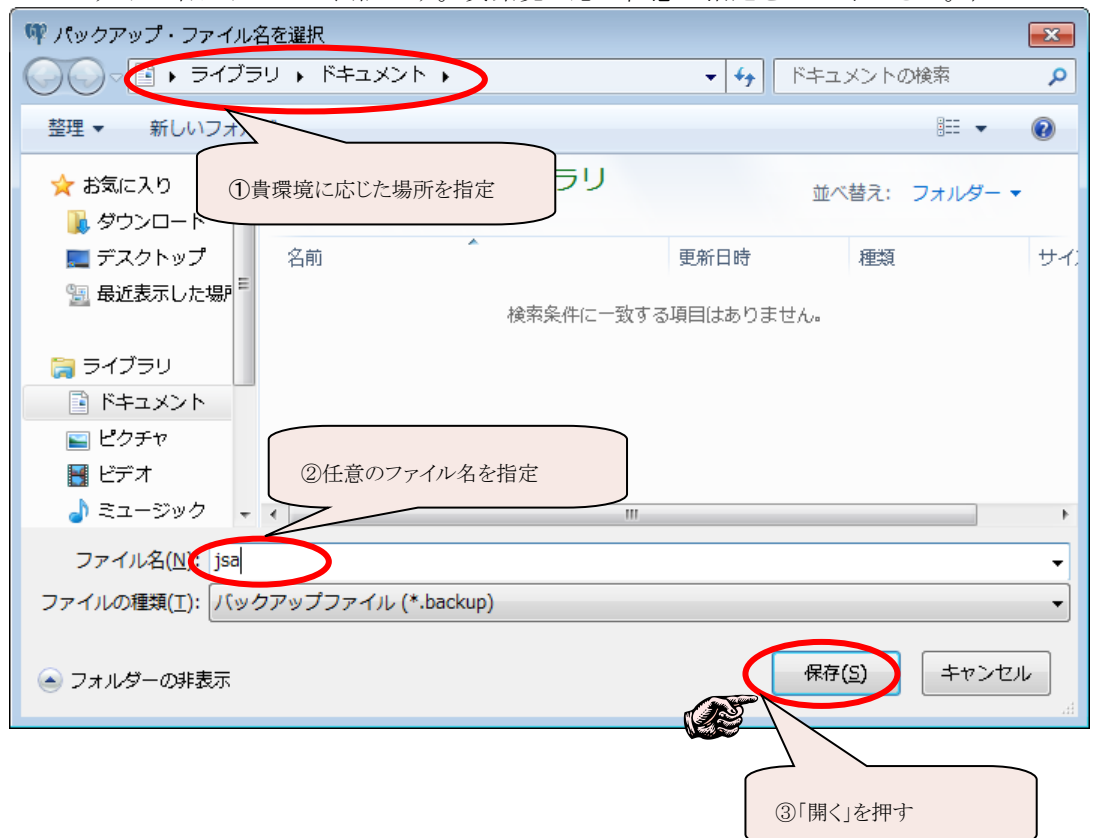 パックアップ・ファイル名を選択
ライブラリ ドキュメント
ドキュメントの検索
整理
新しいフォ
①貴環境に応じた場所を指定
ラリ
並べ替え: フォルダー
お気に入り
ダウンロード
デスクトップ
最近表示した場所
名前
更新日時
種類
サイズ
検索条件に一致する項目はありません。
ライブラリ
ドキュメント
ピクチャ
ビデオ
ミュージック
②任意のファイル名を指定
ファイル名(N): jsa
ファイルの種類(T): バックアップファイル (*.backup)
フォルダーの非表示
保存(S)
キャンセル
③「開く」を押す